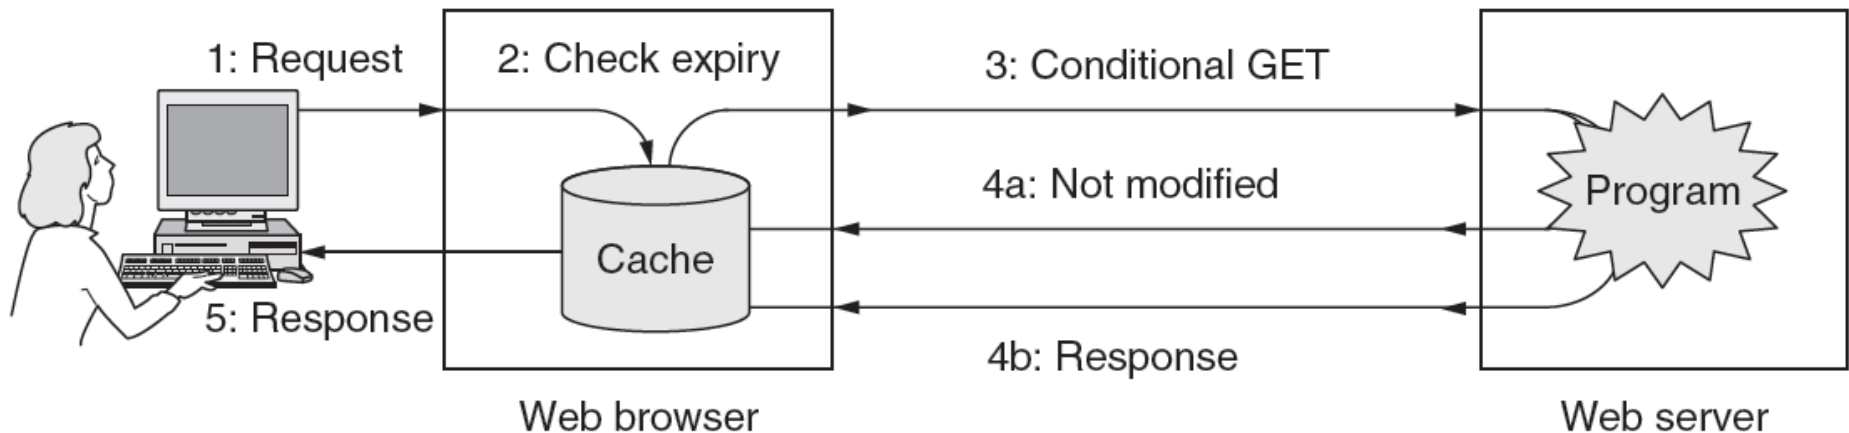 1: Request
2: Check expiry
3: Conditional GET
4a: Not modified
Program
Cache
5: Response
4b: Response
Web browser
Web server